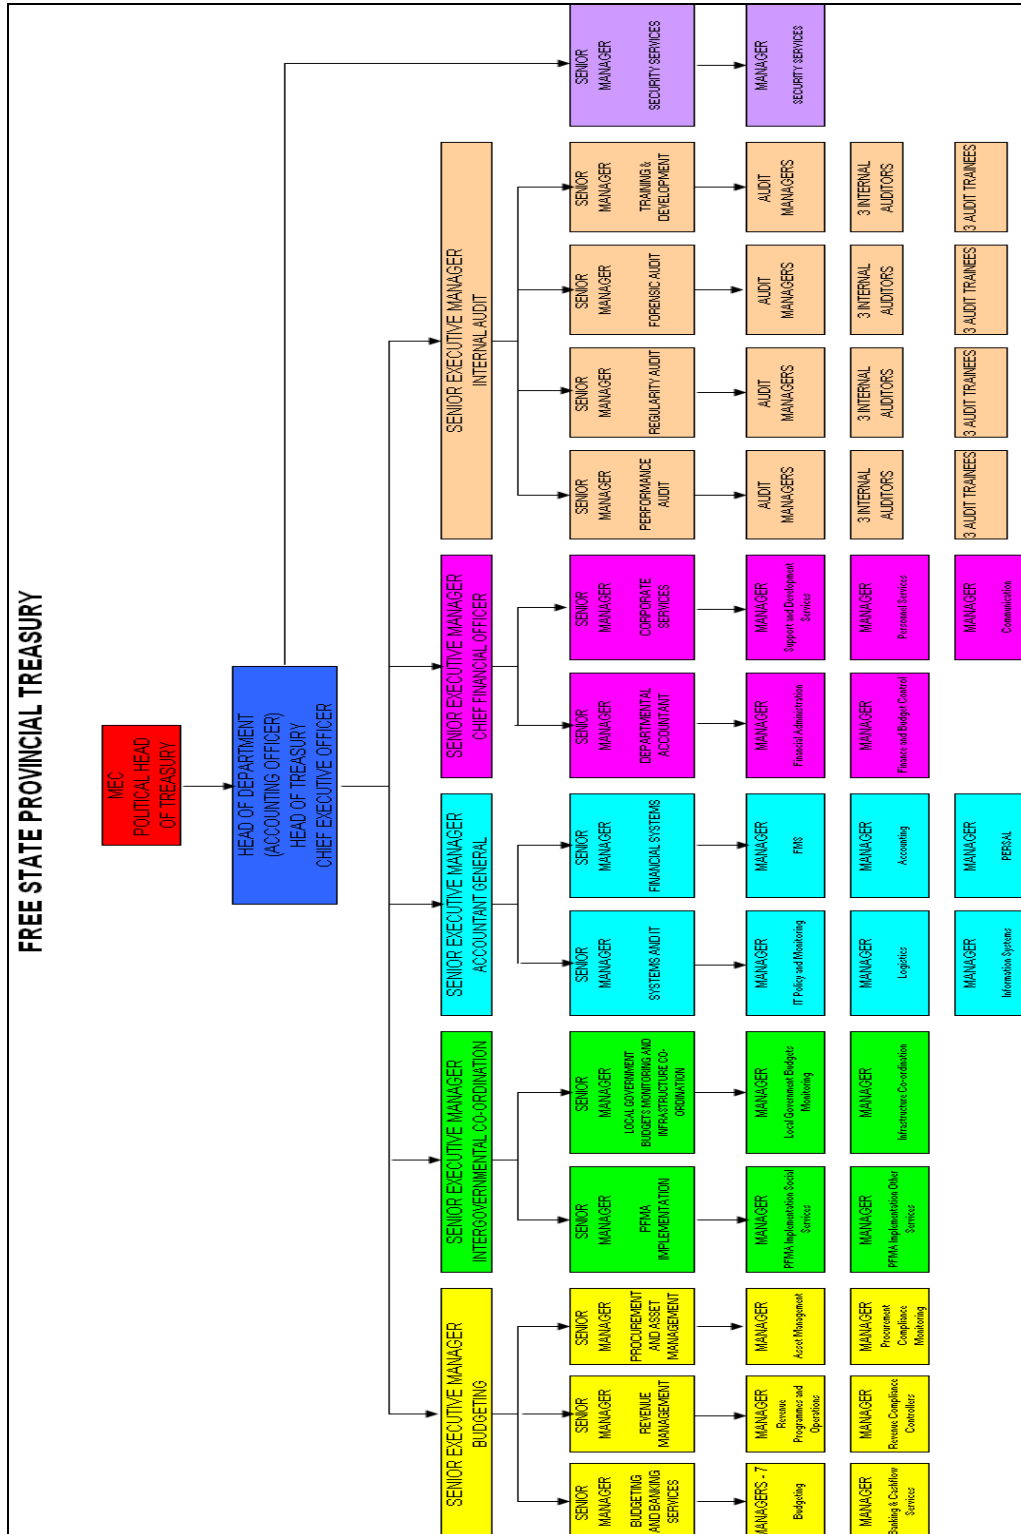 FREE STATE PROVINCIAL TREASURY
MEC
POLITICAL HEAD
OF TREASURY
HEAD OF DEPARTMENT
(ACCOUNTING OFFICER)
HEAD OF TREASURY
CHIEF EXECUTIVE OFFICER
SENIOR EXECUTIVE MANAGER
BUDGETING
SENIOR EXECUTIVE MANAGER
INTERGOVERNMENTAL CO-ORDINATION
SENIOR EXECUTIVE MANAGER
ACCOUNTANT GENERAL
SENIOR EXECUTIVE MANAGER
CHIEF FINANCIAL OFFICER
SENIOR EXECUTIVE MANAGER
INTERNAL AUDIT
SENIOR
MANAGER
BUDGETING
AND BANKING
SERVICES
SENIOR
MANAGER
REVENUE
MANAGEMENT
SENIOR
MANAGER
PROCUREMENT
AND ASSET
MANAGEMENT
SENIOR
MANAGER
PFMA
IMPLEMENTATION
SENIOR
MANAGER
LOCAL GOVERNMENT
BUDGETS MONITORING AND
INFRASTRUCTURE CO-
ORDINATION
SENIOR
MANAGER
SYSTEMS AND IT
SENIOR
MANAGER
FINANCIAL SYSTEMS
SENIOR
MANAGER
DEPARTMENTAL
ACCOUNTANT
SENIOR
MANAGER
CORPORATE
SERVICES
SENIOR
MANAGER
PERFORMANCE
AUDIT
SENIOR
MANAGER
REGULARITY AUDIT
SENIOR
MANAGER
FORENSIC AUDIT
SENIOR
MANAGER
TRAINING &
DEVELOPMENT
SENIOR
MANAGER
SECURITY SERVICES
MANAGERS - 7
Budgeting
MANAGER
Revenue
Programmes and
Operations
MANAGER
Asset Management
MANAGER
PFMA Implementation Social
Services
MANAGER
Local Government Budgets
Monitoring
MANAGER
IT Policy and Monitoring
MANAGER
FMS
MANAGER
Financial Administration
MANAGER
Support and Development
Services
AUDIT
MANAGERS
AUDIT
MANAGERS
AUDIT
MANAGERS
AUDIT
MANAGERS
MANAGER
SECURITY SERVICES
MANAGER
Banking & Cashflow
Services
MANAGER
Revenue Compliance
Controllers
MANAGER
Procurement
Compliance
Monitoring
MANAGER
PFMA Implementation Other
Services
MANAGER
Infrastructure Co-ordination
MANAGER
Logistics
MANAGER
Accounting
MANAGER
Finance and Budget Control
MANAGER
Personnel Services
3 INTERNAL
AUDITORS
3 INTERNAL
AUDITORS
3 INTERNAL
AUDITORS
3 INTERNAL
AUDITORS
MANAGER
Information Systems
MANAGER
PERSAL
MANAGER
Communication
3 AUDIT TRAINEES
3 AUDIT TRAINEES
3 AUDIT TRAINEES
3 AUDIT TRAINEES